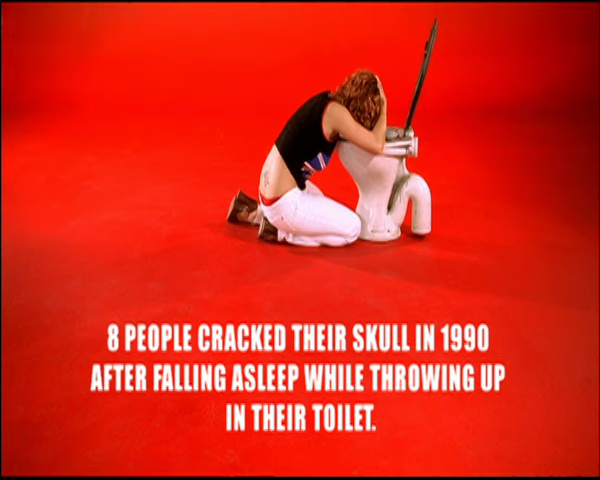 8 PEOPLE CRACKED THEIR SKULL IN 1990
AFTER FALLING ASLEEP WHILE THROWING UP
IN THEIR TOILET.